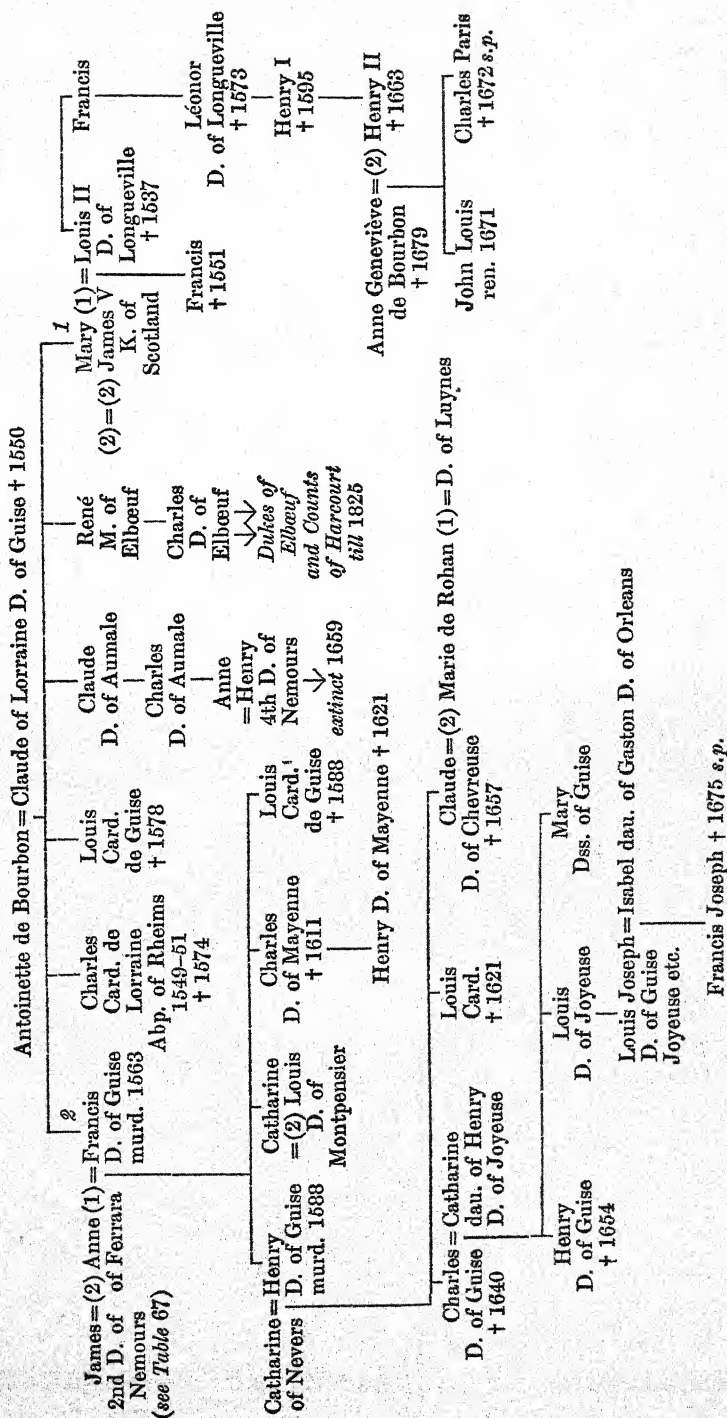 Antoinette de Bourbon=Claude of Lorraine D. of Guise † 1550
2
1
James=(2) Anne (1)=Francis
2nd D. of of Ferrara D. of Guise
Nemours murd. 1563
(see Table 67)
Charles
Card. de
Lorraine
Abp. of Rheims
1549–51
† 1574
Louis
Card.
de Guise
† 1578
Claude
D. of Aumale
Charles
D. of Aumale
Anne
=Henry
4th D. of
Nemours
extinct 1659
René
M. of
Elbœuf
Charles
D. of
Elbœuf
Dukes of
Elbœuf
and Counts
of Harcourt
till 1825
Mary (1)=Louis II
(2)=(2) James V D. of
K. of Longueville
Scotland † 1537
Francis
† 1551
Francis
Léonor
D. of Longueville
† 1573
Henry I
† 1595
Anne Geneviève=(2) Henry II
de Bourbon † 1663
† 1679
John Louis
ren. 1671
Charles Paris
† 1672 s.p.
Catharine=Henry
of Nevers D. of Guise
murd. 1588
Catharine
=(2) Louis
D. of
Montpensier
Charles
D. of Mayenne
† 1611
Henry D. of Mayenne † 1621
Louis
Card.¹
de Guise
† 1588
Charles=Catharine
D. of Guise dau. of Henry
† 1640 D. of Joyeuse
Louis
Card.
† 1621
Claude=(2) Marie de Rohan (1)=D. of Luynes
D. of Chevreuse
† 1657
Henry
D. of Guise
† 1654
Louis
D. of Joyeuse
Mary
Dss. of Guise
Louis Joseph=Isabel dau. of Gaston D. of Orleans
D. of Guise
Joyeuse etc.
Francis Joseph † 1675 s.p.